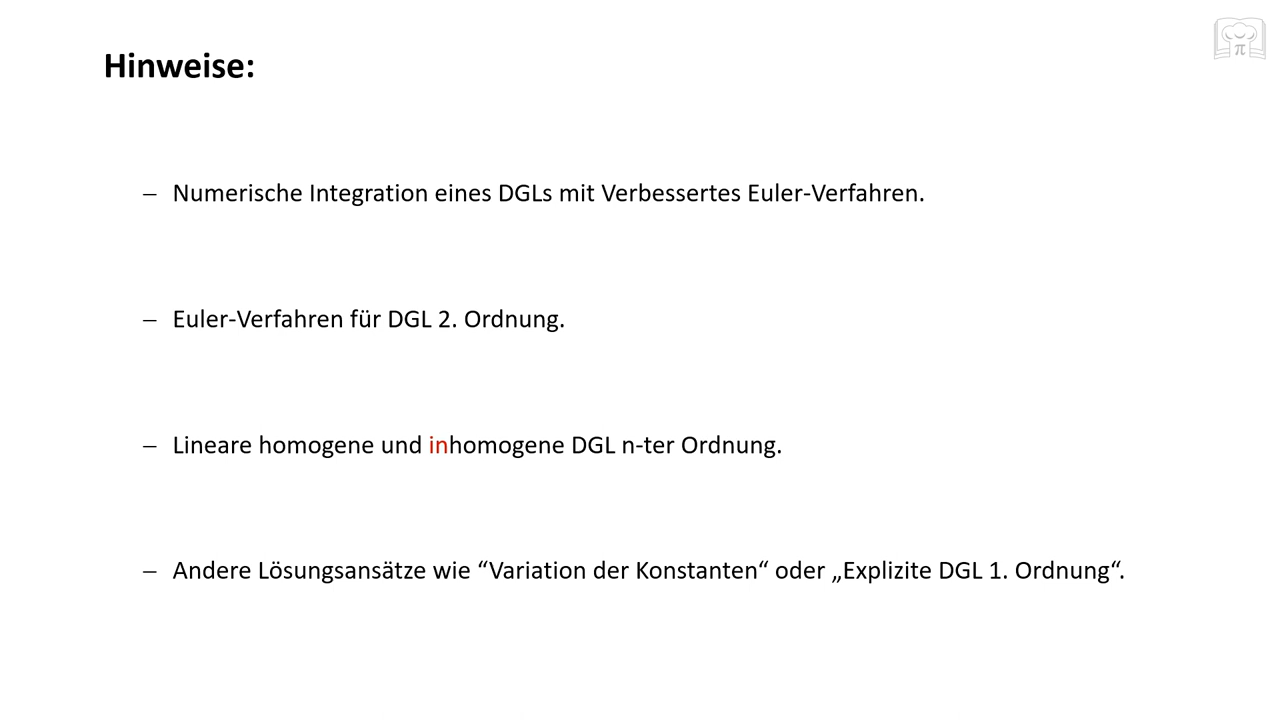 Hinweise:
– Numerische Integration eines DGLs mit Verbessertes Euler-Verfahren.
– Euler-Verfahren für DGL 2. Ordnung.
– Lineare homogene und inhomogene DGL n-ter Ordnung.
– Andere Lösungsansätze wie “Variation der Konstanten“ oder „Explizite DGL 1. Ordnung“.
π